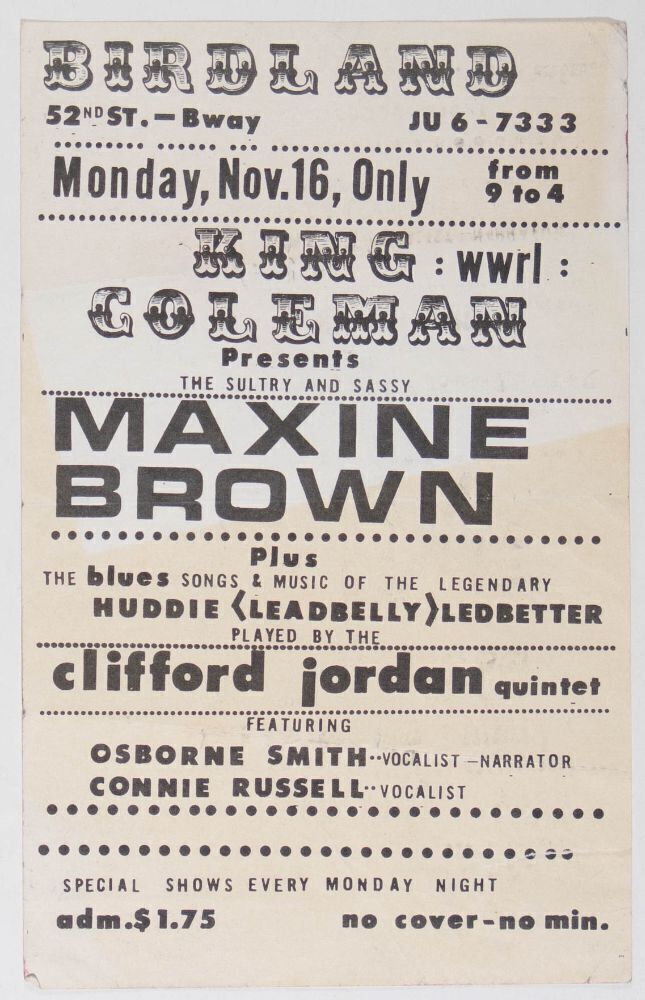 BIRDLAND
52ND ST.-Bway JU 6-7333
Monday, Nov.16, Only from 9 to 4
KING :wwrl:
COLEMAN
Presents
THE SULTRY AND SASSY
MAXINE
BROWN
Plus
THE blues SONGS & MUSIC OF THE LEGENDARY
HUDDIE (LEADBELLY) LEDBETTER
PLAYED BY THE
clifford jordan quintet
FEATURING
OSBORNE SMITH··VOCALIST-NARRATOR
CONNIE RUSSELL··VOCALIST
SPECIAL SHOWS EVERY MONDAY NIGHT
adm.$1.75 no cover-no min.